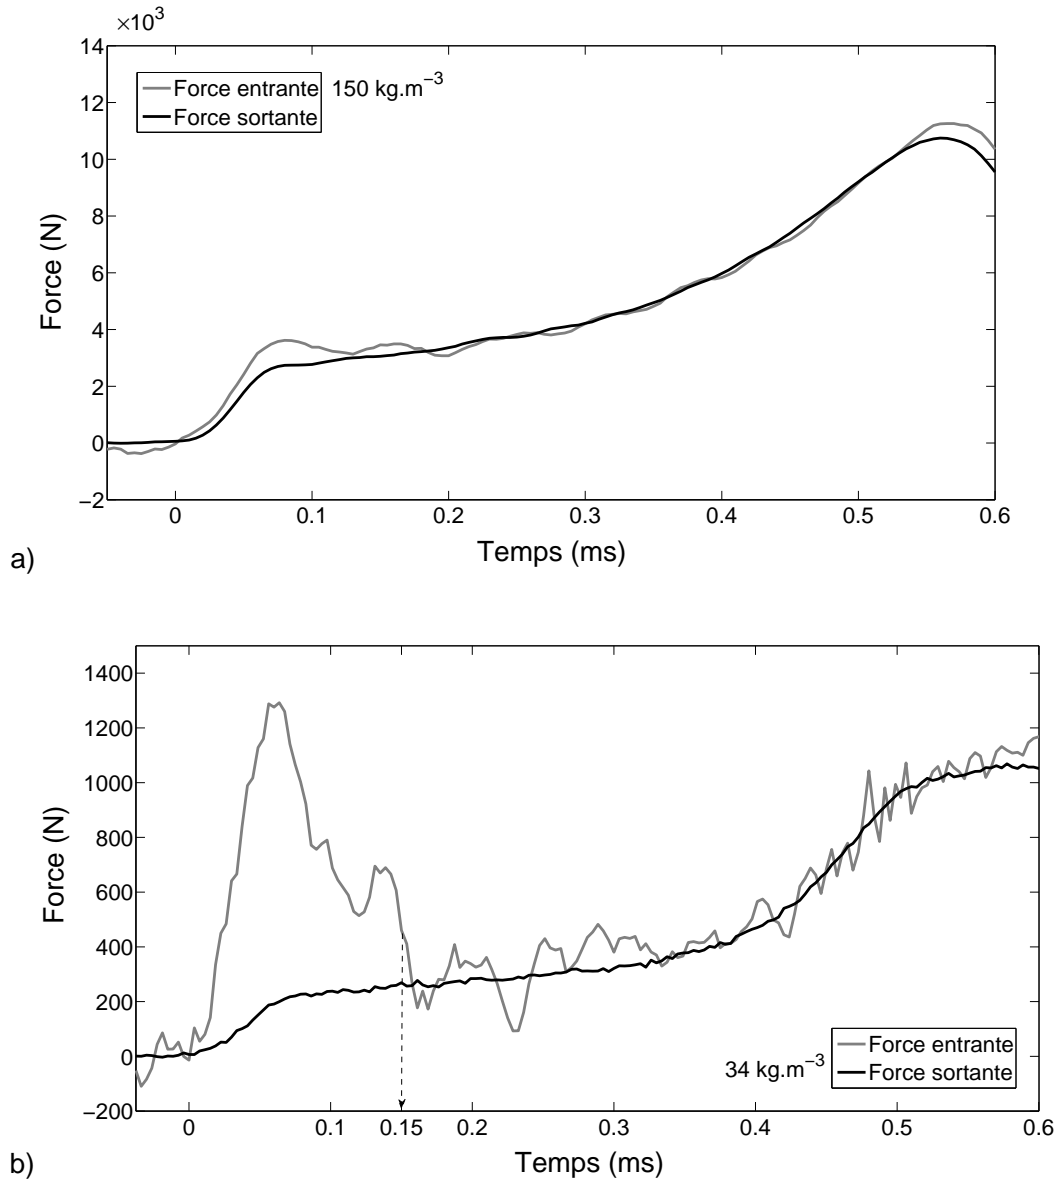 ×10³
14
12
10
8
6
4
2
0
−2
Force (N)
Force entrante 150 kg.m⁻³
Force sortante
0 0.1 0.2 0.3 0.4 0.5 0.6
Temps (ms)
a)
1400
1200
1000
800
600
400
200
0
−200
Force (N)
Force entrante
34 kg.m⁻³ Force sortante
0 0.1 0.15 0.2 0.3 0.4 0.5 0.6
Temps (ms)
b)